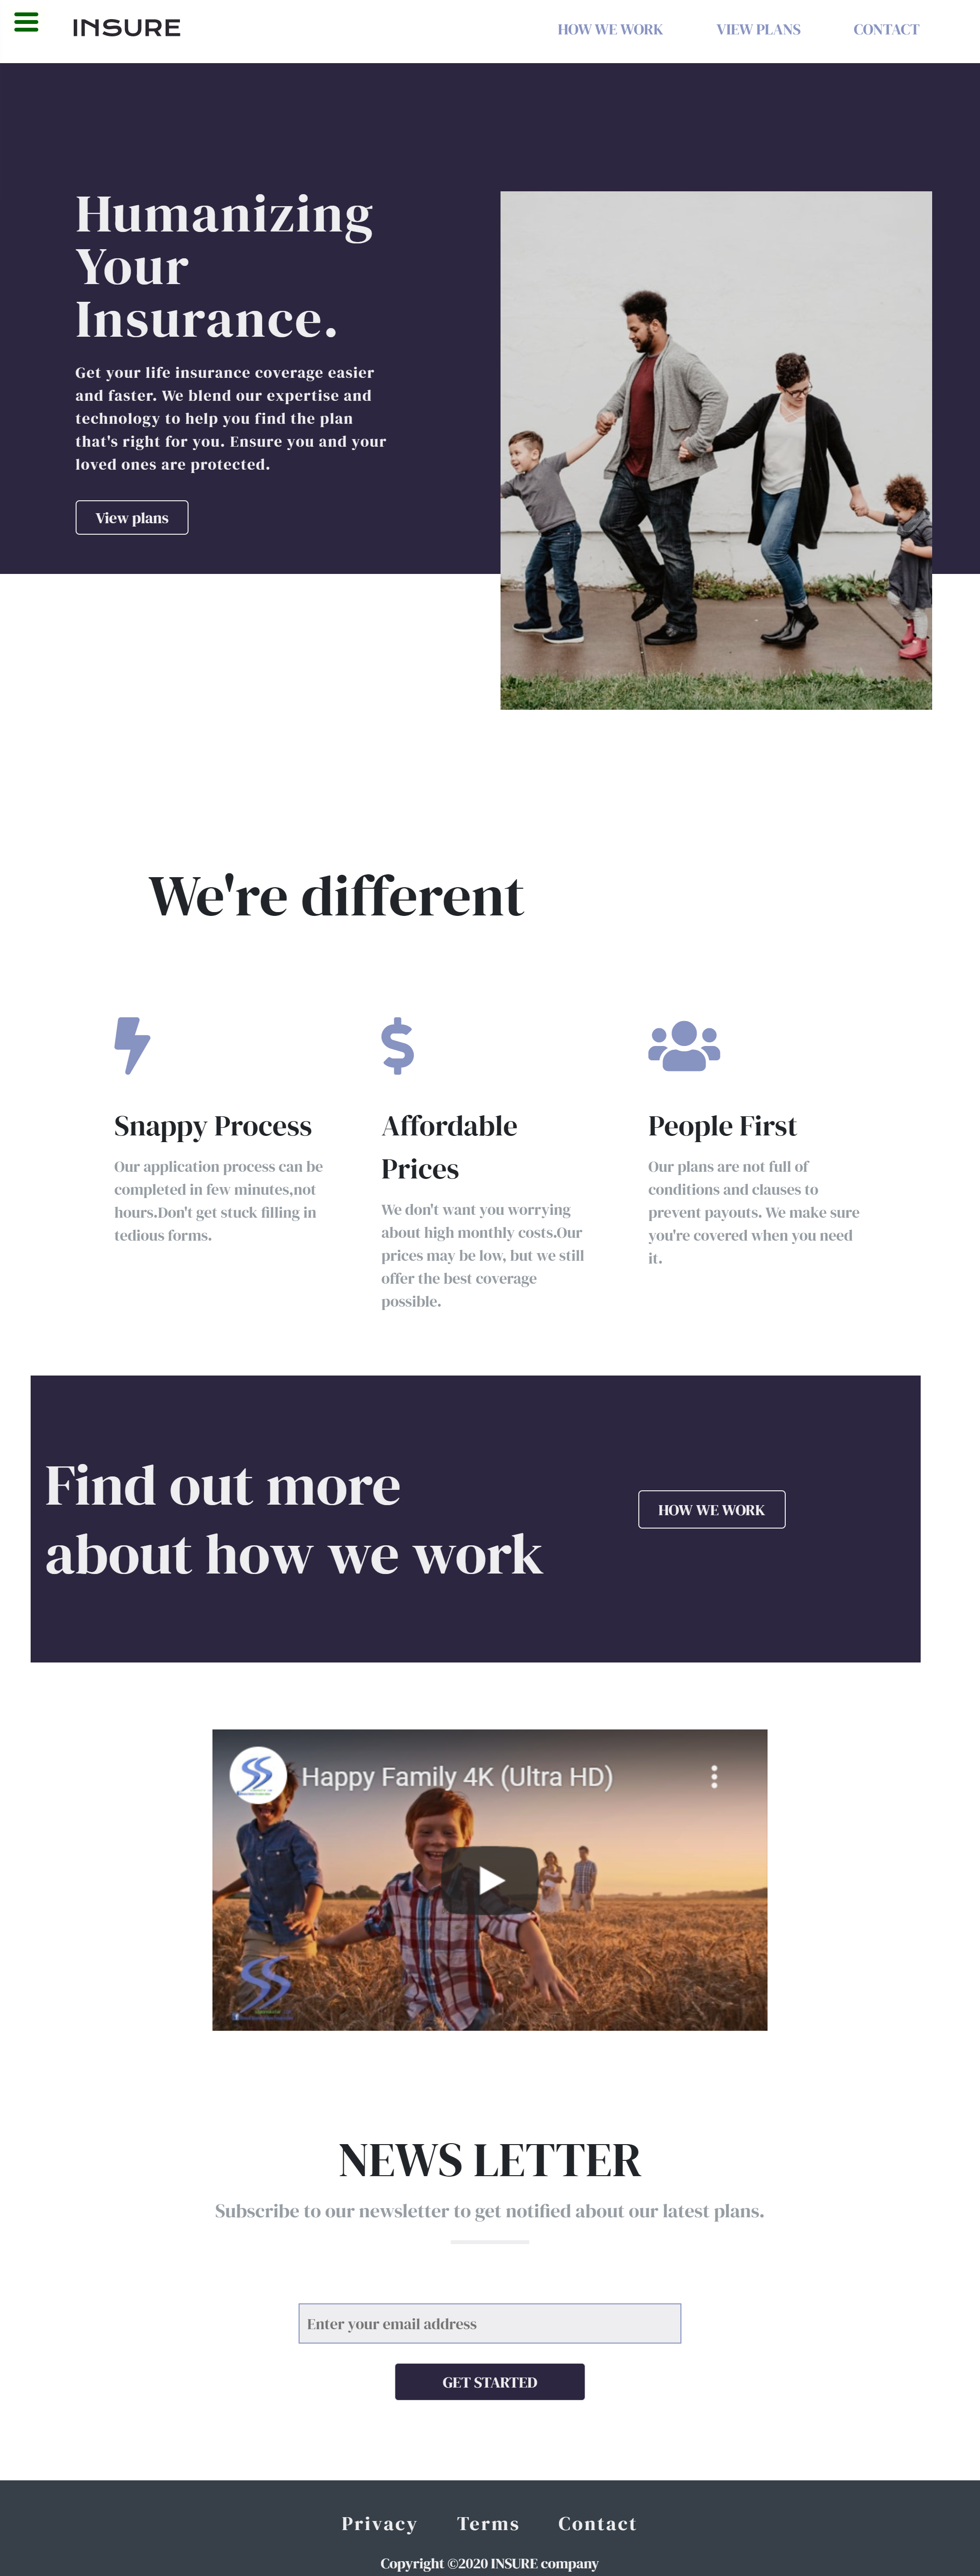 INSURE
HOW WE WORK
VIEW PLANS
CONTACT
Humanizing
Your
Insurance.
Get your life insurance coverage easier
and faster. We blend our expertise and
technology to help you find the plan
that's right for you. Ensure you and your
loved ones are protected.
View plans
We're different
Snappy Process
Our application process can be
completed in few minutes,not
hours.Don't get stuck filling in
tedious forms.
Affordable
Prices
We don't want you worrying
about high monthly costs.Our
prices may be low, but we still
offer the best coverage
possible.
People First
Our plans are not full of
conditions and clauses to
prevent payouts. We make sure
you're covered when you need
it.
Find out more
about how we work
HOW WE WORK
Happy Family 4K (Ultra HD)
NEWS LETTER
Subscribe to our newsletter to get notified about our latest plans.
Enter your email address
GET STARTED
Privacy
Terms
Contact
Copyright ©2020 INSURE company